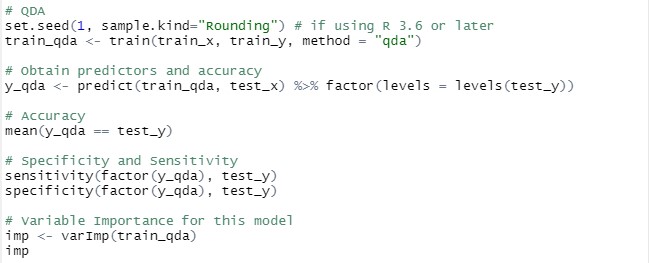 # QDA
set.seed(1, sample.kind="Rounding") # if using R 3.6 or later
train_qda <- train(train_x, train_y, method = "qda")
# Obtain predictors and accuracy
y_qda <- predict(train_qda, test_x) %>% factor(levels = levels(test_y))
# Accuracy
mean(y_qda == test_y)
# Specificity and Sensitivity
sensitivity(factor(y_qda), test_y)
specificity(factor(y_qda), test_y)
# Variable Importance for this model
imp <- varImp(train_qda)
imp